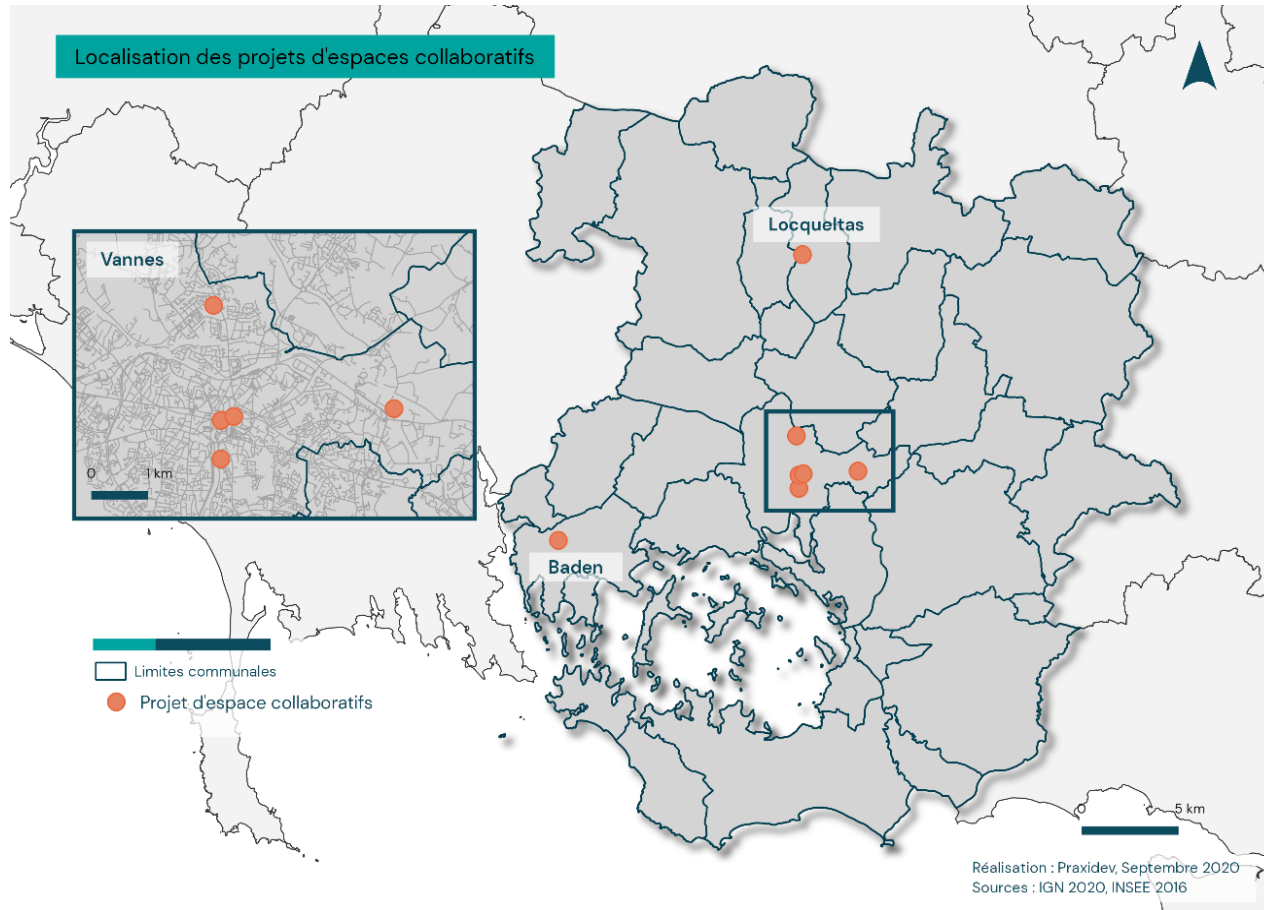 Localisation des projets d'espaces collaboratifs
Locqueltas
Vannes
0 1 km
Baden
Limites communales
Projet d'espace collaboratifs
0 5 km
Réalisation : Praxidev, Septembre 2020
Sources : IGN 2020, INSEE 2016